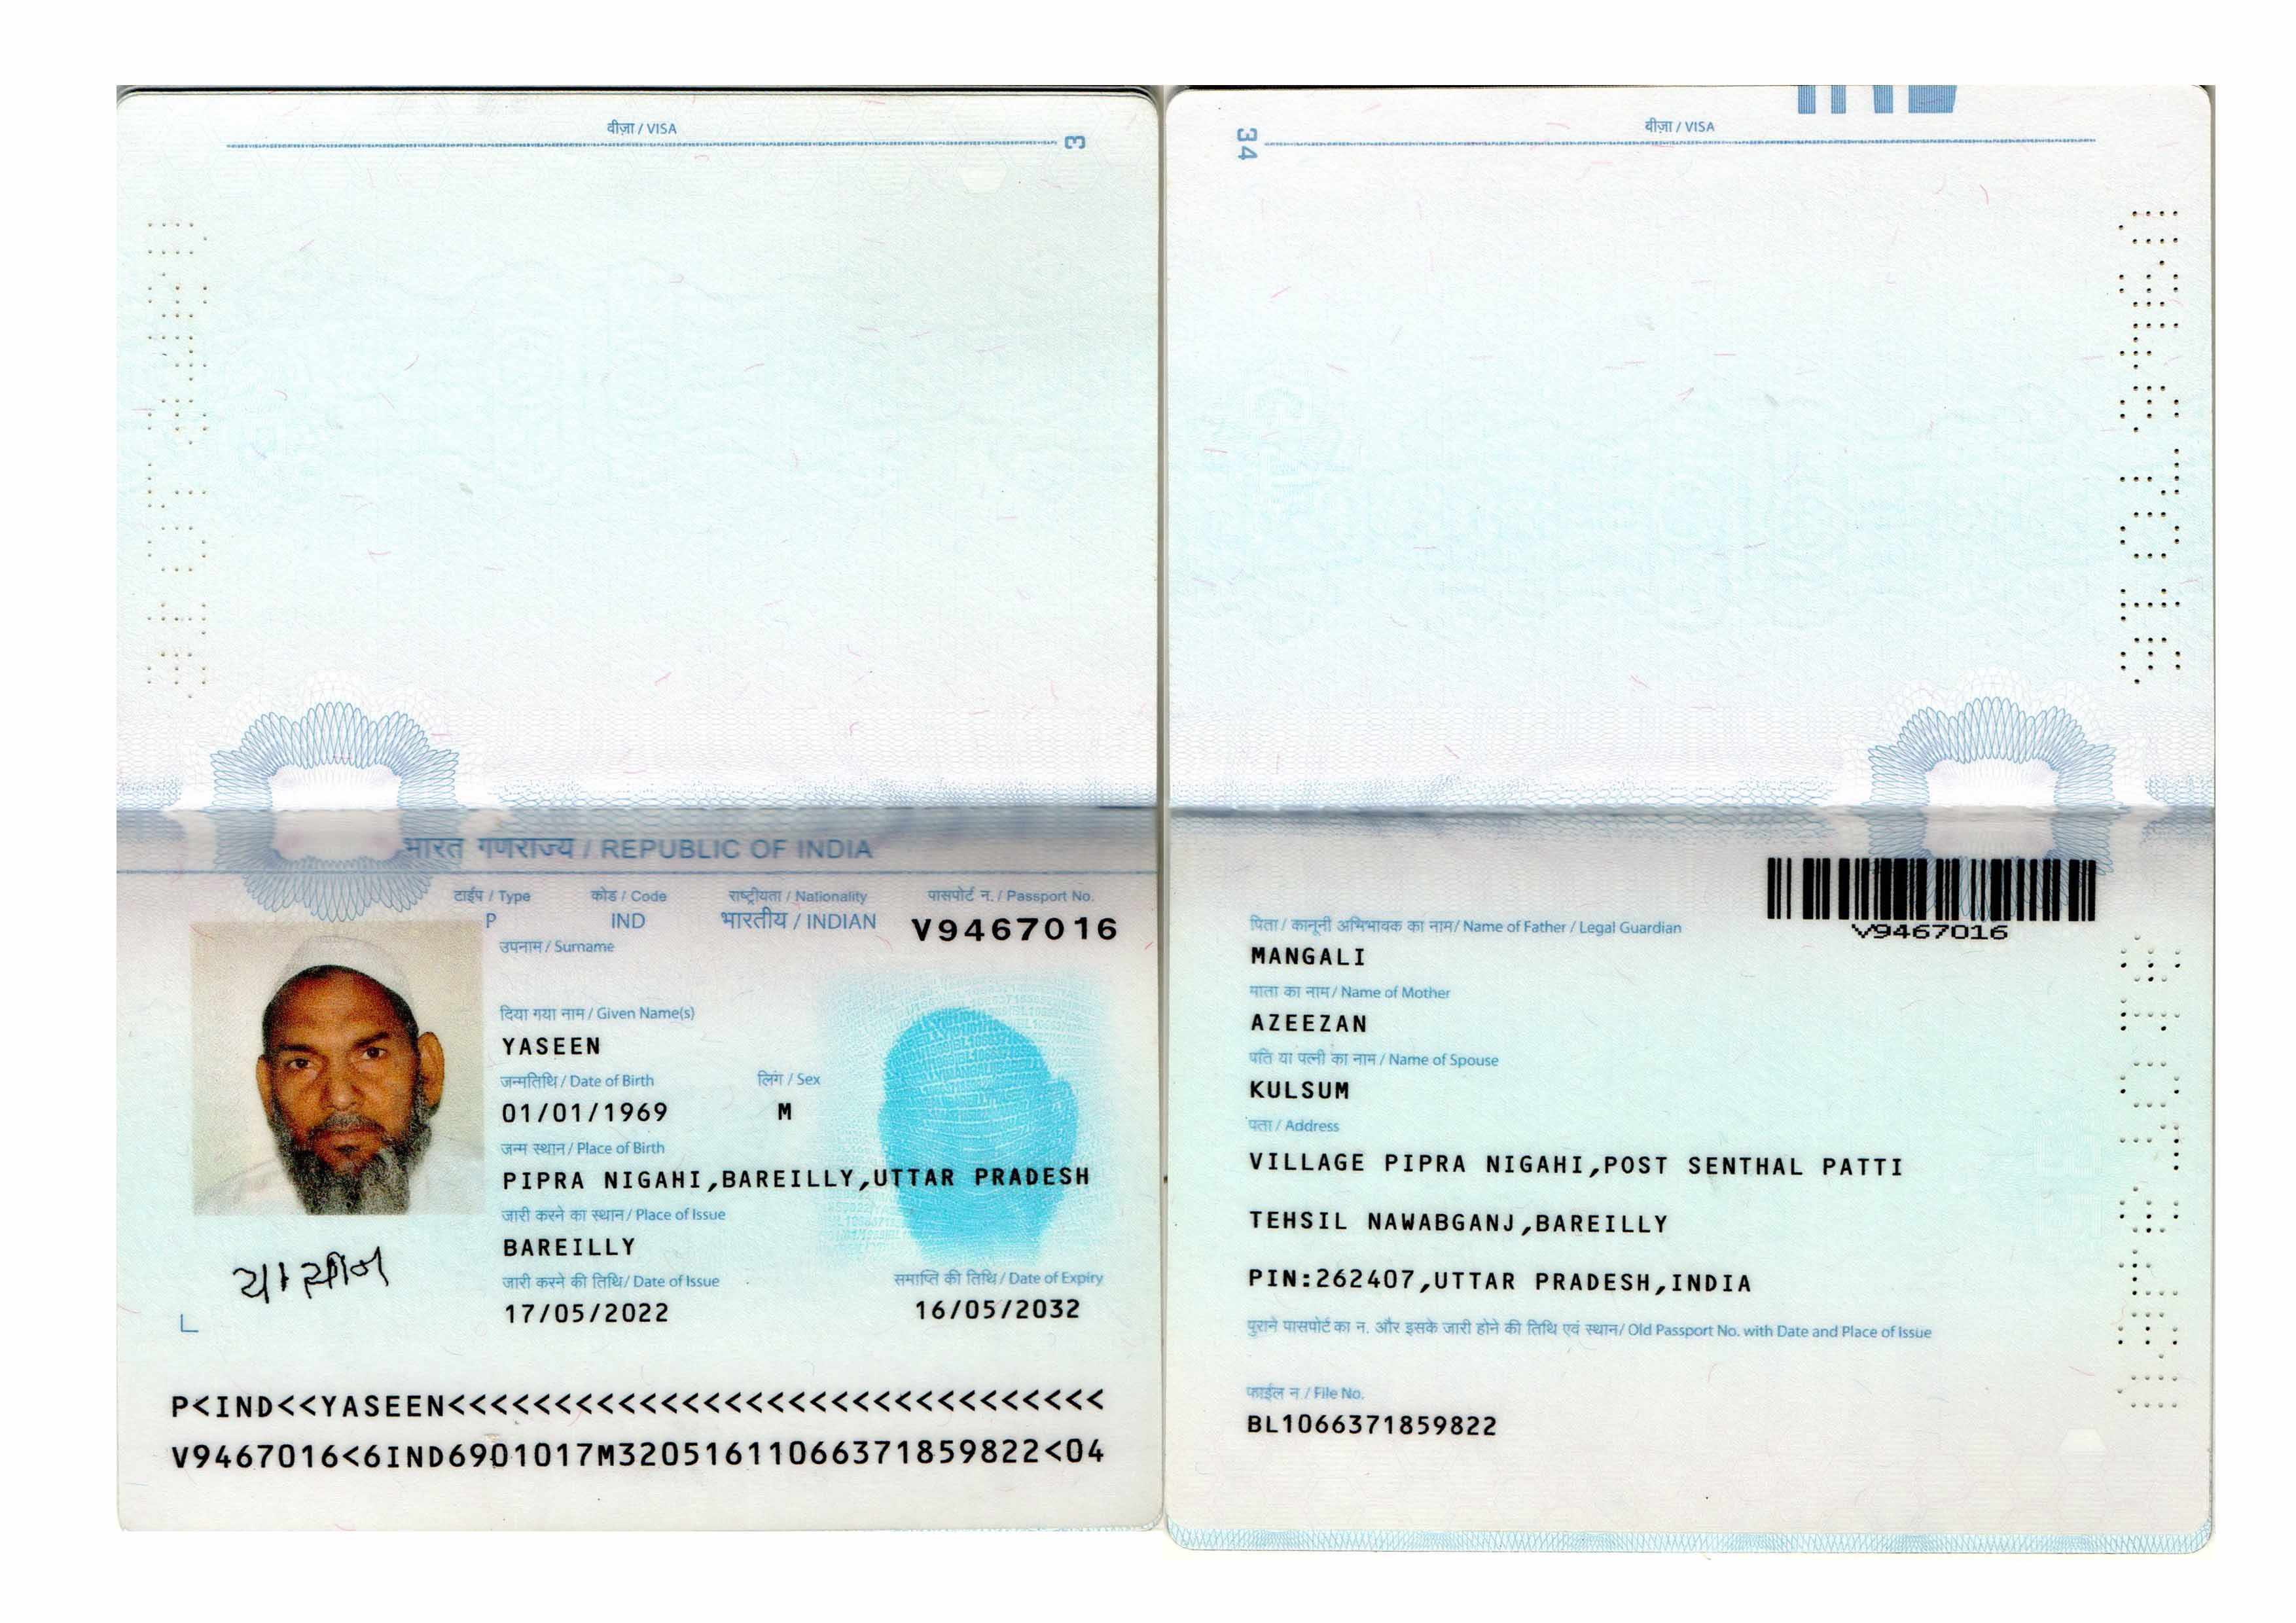 वीज़ा / VISA
3
भारत गणराज्य / REPUBLIC OF INDIA
टाईप / Type कोड / Code राष्ट्रीयता / Nationality पासपोर्ट न. / Passport No.
P IND भारतीय / INDIAN V9467016
उपनाम / Surname
दिया गया नाम / Given Name(s)
YASEEN
जन्मतिथि / Date of Birth लिंग / Sex
01/01/1969 M
जन्म स्थान / Place of Birth
PIPRA NIGAHI,BAREILLY,UTTAR PRADESH
जारी करने का स्थान / Place of Issue
BAREILLY
जारी करने की तिथि / Date of Issue समाप्ति की तिथि / Date of Expiry
17/05/2022 16/05/2032
यासीन
P<IND<<YASEEN<<<<<<<<<<<<<<<<<<<<<<<<<<<<<<<
V9467016<6IND6901017M32051611066371859822<04
34
वीज़ा / VISA
V9467016
पिता / कानूनी अभिभावक का नाम / Name of Father / Legal Guardian
MANGALI
माता का नाम / Name of Mother
AZEEZAN
पति या पत्नी का नाम / Name of Spouse
KULSUM
पता / Address
VILLAGE PIPRA NIGAHI,POST SENTHAL PATTI
TEHSIL NAWABGANJ,BAREILLY
PIN:262407,UTTAR PRADESH,INDIA
पुराने पासपोर्ट का न. और इसके जारी होने की तिथि एवं स्थान / Old Passport No. with Date and Place of Issue
फाईल न / File No.
BL1066371859822